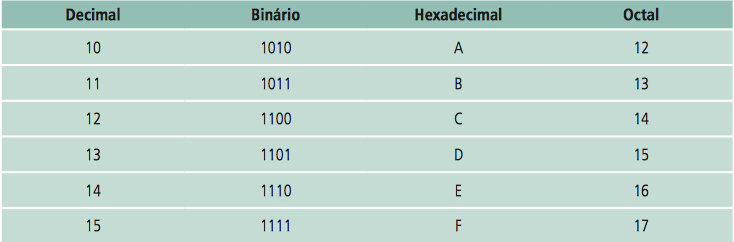 Decimal Binário Hexadecimal Octal
10 1010 A 12
11 1011 B 13
12 1100 C 14
13 1101 D 15
14 1110 E 16
15 1111 F 17